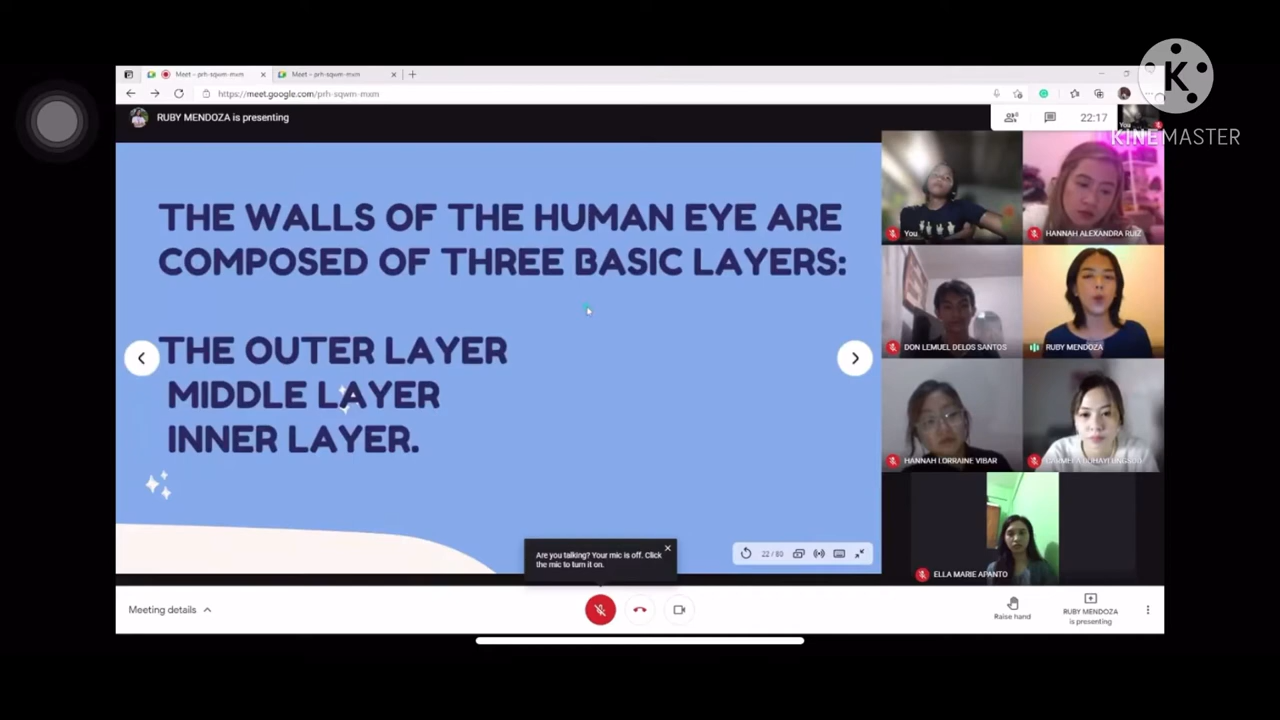 Meet – prh-sqwm-mxm
Meet – prh-sqwm-mxm
https://meet.google.com/prh-sqwm-mxm
RUBY MENDOZA is presenting
22:17
You
KINEMASTER
THE WALLS OF THE HUMAN EYE ARE
COMPOSED OF THREE BASIC LAYERS:
THE OUTER LAYER
MIDDLE LAYER
INNER LAYER.
You
HANNAH ALEXANDRA RUIZ
DON LEMUEL DELOS SANTOS
RUBY MENDOZA
HANNAH LORRAINE VIBAR
ELLA MARIE APANTO
Are you talking? Your mic is off. Click
the mic to turn it on.
22 / 80
Meeting details
Raise hand
RUBY MENDOZA
is presenting